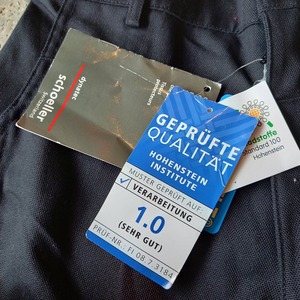 dynatec
schoeller
Switzerland
GEPRÜFTE
QUALITÄT
HOHENSTEIN
INSTITUTE
MUSTER GEPRÜFT AUF:
VERARBEITUNG
1.0
(SEHR GUT)
PRÜF.-NR. FI.08.7.3184
Standard 100
Hohenstein